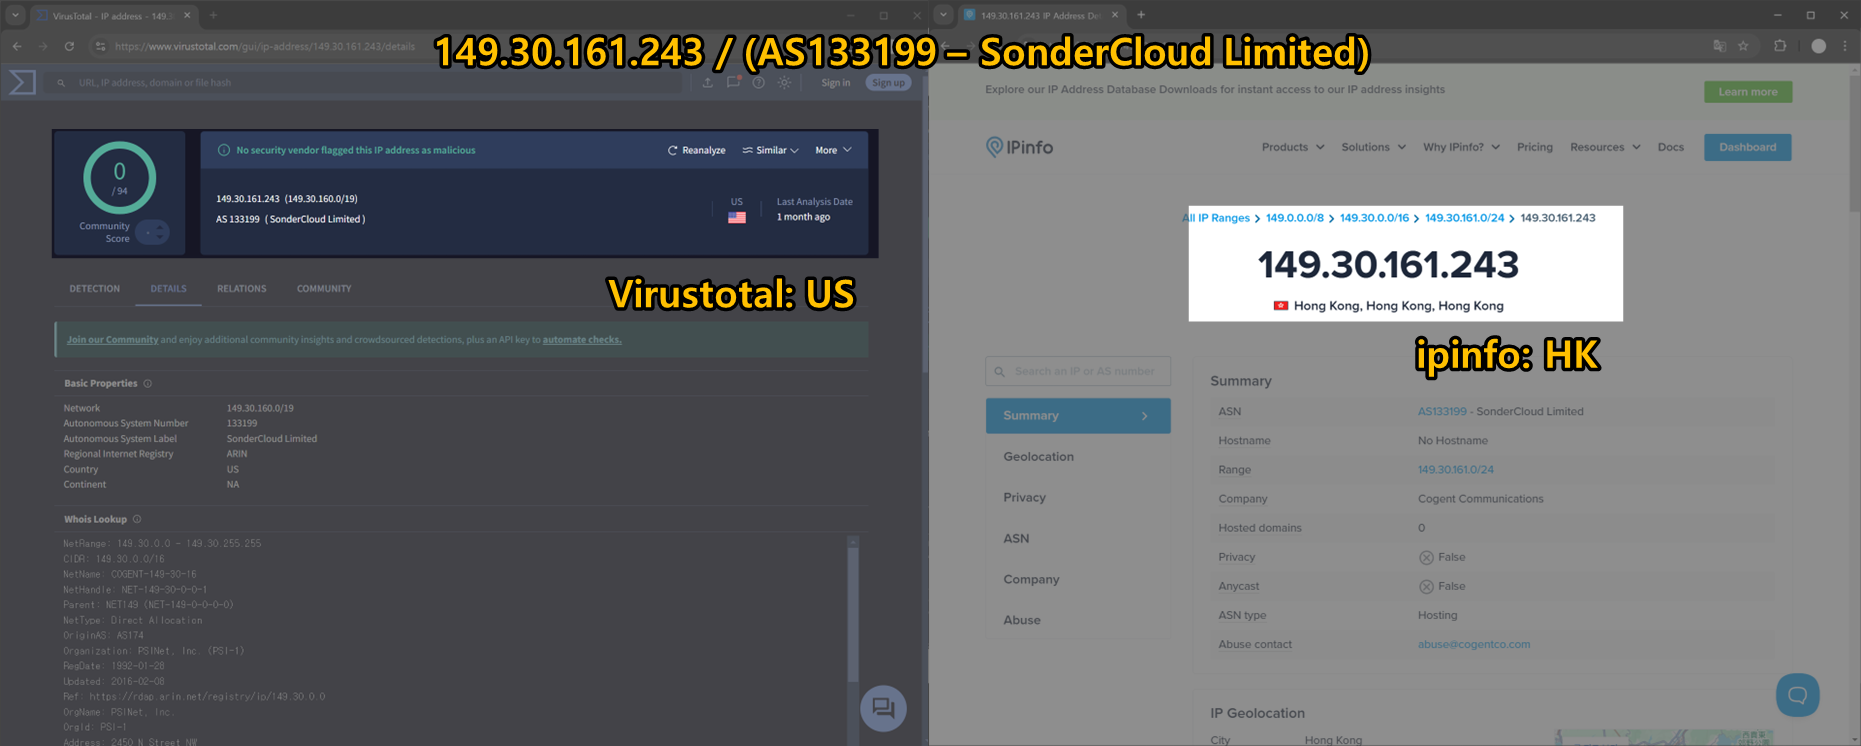 VirusTotal - IP address - 149.3
https://www.virustotal.com/gui/ip-address/149.30.161.243/details
149.30.161.243 / (AS133199 – SonderCloud Limited)
URL, IP address, domain or file hash
Sign in
Sign up
0
/ 94
Community
Score
No security vendor flagged this IP address as malicious
Reanalyze
Similar
More
149.30.161.243 (149.30.160.0/19)
AS 133199 ( SonderCloud Limited )
US
Last Analysis Date
1 month ago
DETECTION
DETAILS
RELATIONS
COMMUNITY
Virustotal: US
Join our Community and enjoy additional community insights and crowdsourced detections, plus an API key to automate checks.
Basic Properties
Network 149.30.160.0/19
Autonomous System Number 133199
Autonomous System Label SonderCloud Limited
Regional Internet Registry ARIN
Country US
Continent NA
Whois Lookup
NetRange: 149.30.0.0 - 149.30.255.255
CIDR: 149.30.0.0/16
NetName: COGENT-149-30-16
NetHandle: NET-149-30-0-0-1
Parent: NET149 (NET-149-0-0-0-0)
NetType: Direct Allocation
OriginAS: AS174
Organization: PSINet, Inc. (PSI-1)
RegDate: 1992-01-28
Updated: 2016-02-08
Ref: https://rdap.arin.net/registry/ip/149.30.0.0
OrgName: PSINet, Inc.
OrgId: PSI-1
Address: 2450 N Street NW
149.30.161.243 IP Address De
Explore our IP Address Database Downloads for instant access to our IP address insights
Learn more
IPinfo
Products
Solutions
Why IPinfo?
Pricing
Resources
Docs
Dashboard
All IP Ranges > 149.0.0.0/8 > 149.30.0.0/16 > 149.30.161.0/24 > 149.30.161.243
149.30.161.243
Hong Kong, Hong Kong, Hong Kong
ipinfo: HK
Search an IP or AS number
Summary
Geolocation
Privacy
ASN
Company
Abuse
Summary
ASN AS133199 - SonderCloud Limited
Hostname No Hostname
Range 149.30.161.0/24
Company Cogent Communications
Hosted domains 0
Privacy False
Anycast False
ASN type Hosting
Abuse contact abuse@cogentco.com
IP Geolocation
City Hong Kong